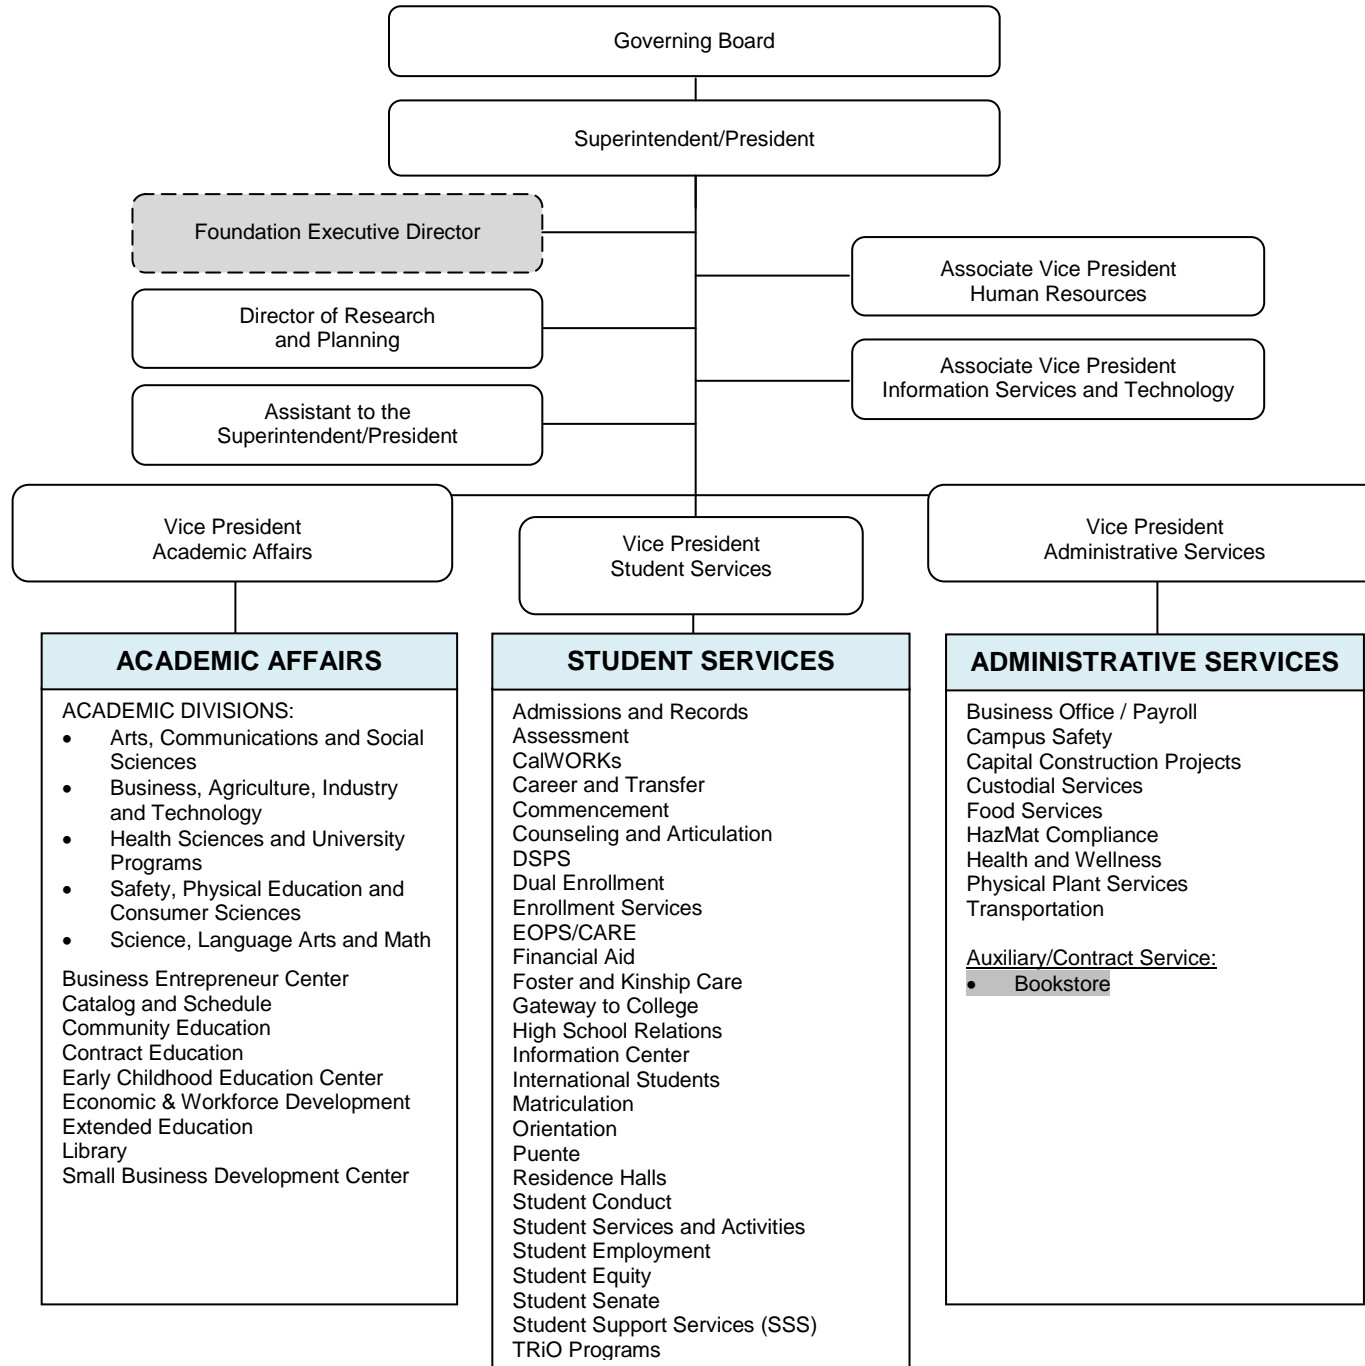 Governing Board
Superintendent/President
Foundation Executive Director
Associate Vice President
Human Resources
Director of Research
and Planning
Associate Vice President
Information Services and Technology
Assistant to the
Superintendent/President
Vice President
Academic Affairs
Vice President
Student Services
Vice President
Administrative Services
ACADEMIC AFFAIRS
ACADEMIC DIVISIONS:
• Arts, Communications and Social
Sciences
• Business, Agriculture, Industry
and Technology
• Health Sciences and University
Programs
• Safety, Physical Education and
Consumer Sciences
• Science, Language Arts and Math
Business Entrepreneur Center
Catalog and Schedule
Community Education
Contract Education
Early Childhood Education Center
Economic & Workforce Development
Extended Education
Library
Small Business Development Center
STUDENT SERVICES
Admissions and Records
Assessment
CalWORKs
Career and Transfer
Commencement
Counseling and Articulation
DSPS
Dual Enrollment
Enrollment Services
EOPS/CARE
Financial Aid
Foster and Kinship Care
Gateway to College
High School Relations
Information Center
International Students
Matriculation
Orientation
Puente
Residence Halls
Student Conduct
Student Services and Activities
Student Employment
Student Equity
Student Senate
Student Support Services (SSS)
TRiO Programs
ADMINISTRATIVE SERVICES
Business Office / Payroll
Campus Safety
Capital Construction Projects
Custodial Services
Food Services
HazMat Compliance
Health and Wellness
Physical Plant Services
Transportation
Auxiliary/Contract Service:
• Bookstore